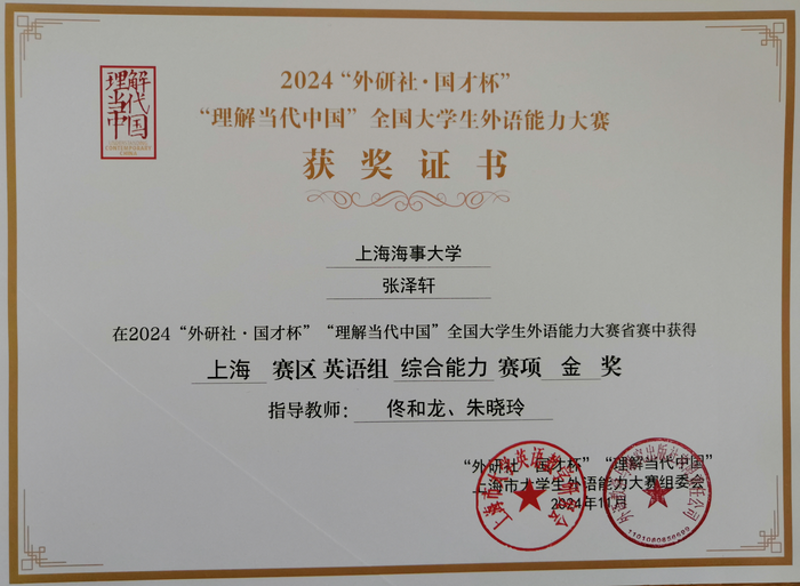 理解
当代
中国
CONTEMPORARY
CHINA
2024“外研社·国才杯”
“理解当代中国”全国大学生外语能力大赛
获奖证书
上海海事大学
张泽轩
在2024“外研社·国才杯”“理解当代中国”全国大学生外语能力大赛省赛中获得
上海 赛区 英语组 综合能力 赛项 金 奖
指导教师: 佟和龙、朱晓玲
“外研社 国才杯”“理解当代中国”
上海市大学生外语能力大赛组委会
2024年11月